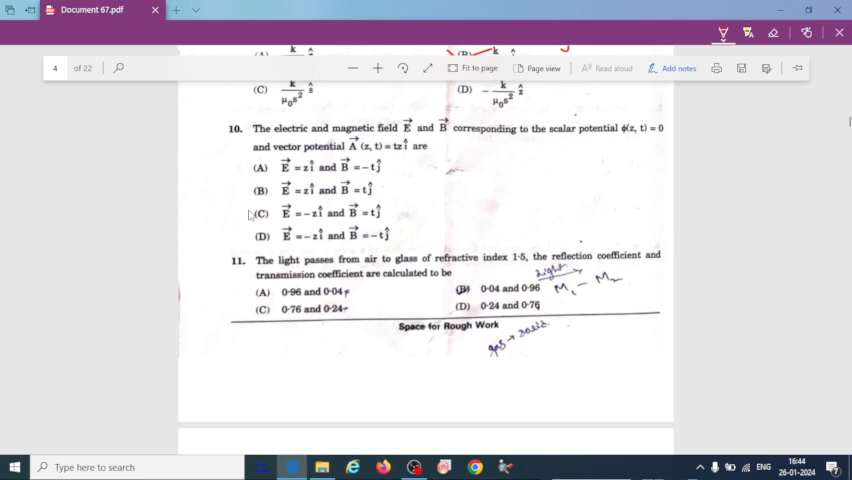 Document 67.pdf
4 of 22
Fit to page
Page view
Read aloud
Add notes
(A) k
(B) k
(C) k/μ₀s² ŝ
(D) – k/μ₀s² ẑ
10. The electric and magnetic field E⃗ and B⃗ corresponding to the scalar potential ϕ(z, t) = 0
and vector potential A⃗ (z, t) = tz î are
(A) E⃗ = z î and B⃗ = – t ĵ
(B) E⃗ = z î and B⃗ = t ĵ
(C) E⃗ = – z î and B⃗ = t ĵ
(D) E⃗ = – z î and B⃗ = – t ĵ
11. The light passes from air to glass of refractive index 1·5, the reflection coefficient and
transmission coefficient are calculated to be
light
(A) 0·96 and 0·04
(B) 0·04 and 0·96
M₁ – M₂
(C) 0·76 and 0·24
(D) 0·24 and 0·76
Space for Rough Work
gas → solid
Type here to search
ENG
16:44
26-01-2024